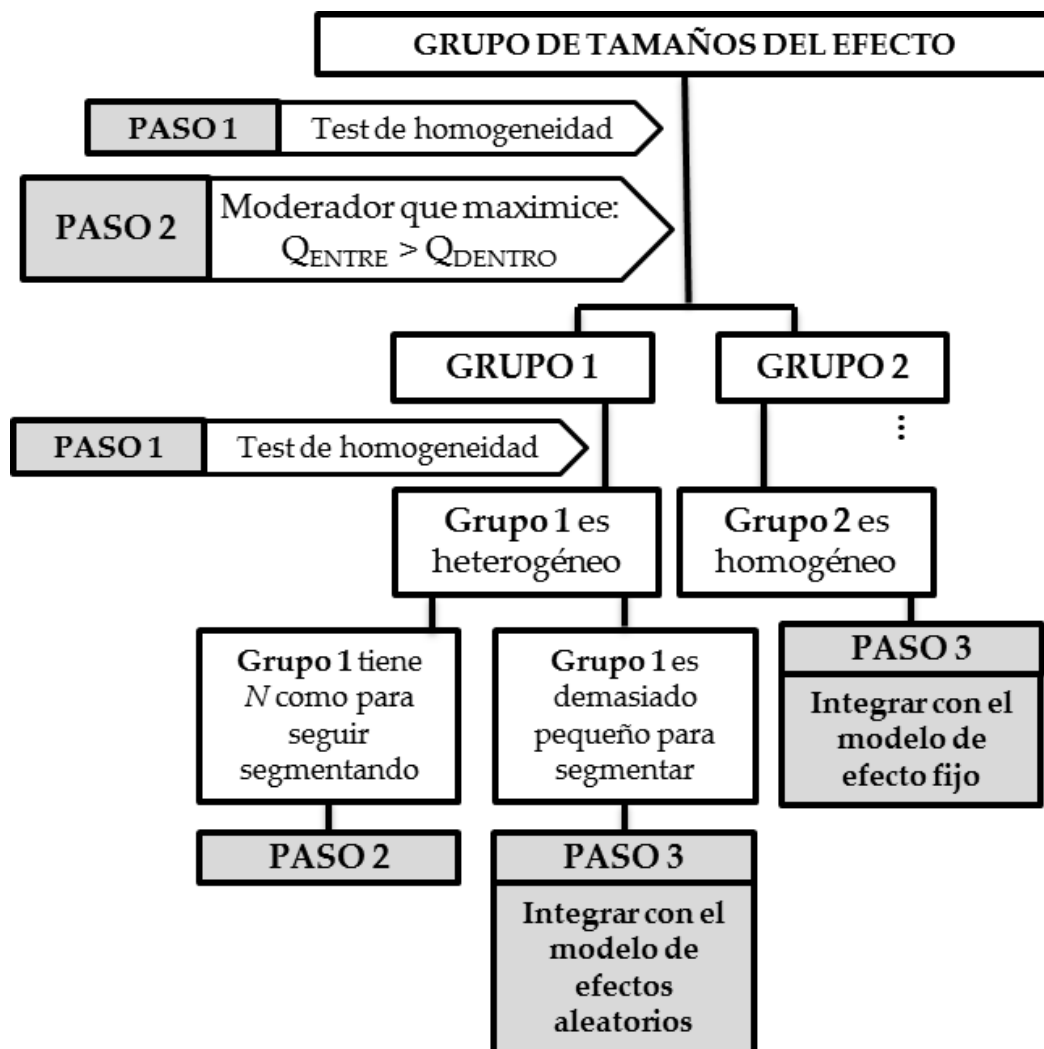 GRUPO DE TAMAÑOS DEL EFECTO
PASO 1
Test de homogeneidad
PASO 2
Moderador que maximice:
QENTRE > QDENTRO
GRUPO 1
GRUPO 2
⋮
PASO 1
Test de homogeneidad
Grupo 1 es
heterogéneo
Grupo 2 es
homogéneo
Grupo 1 tiene
N como para
seguir
segmentando
PASO 2
Grupo 1 es
demasiado
pequeño para
segmentar
PASO 3
Integrar con el
modelo de
efectos
aleatorios
PASO 3
Integrar con el
modelo de
efecto fijo